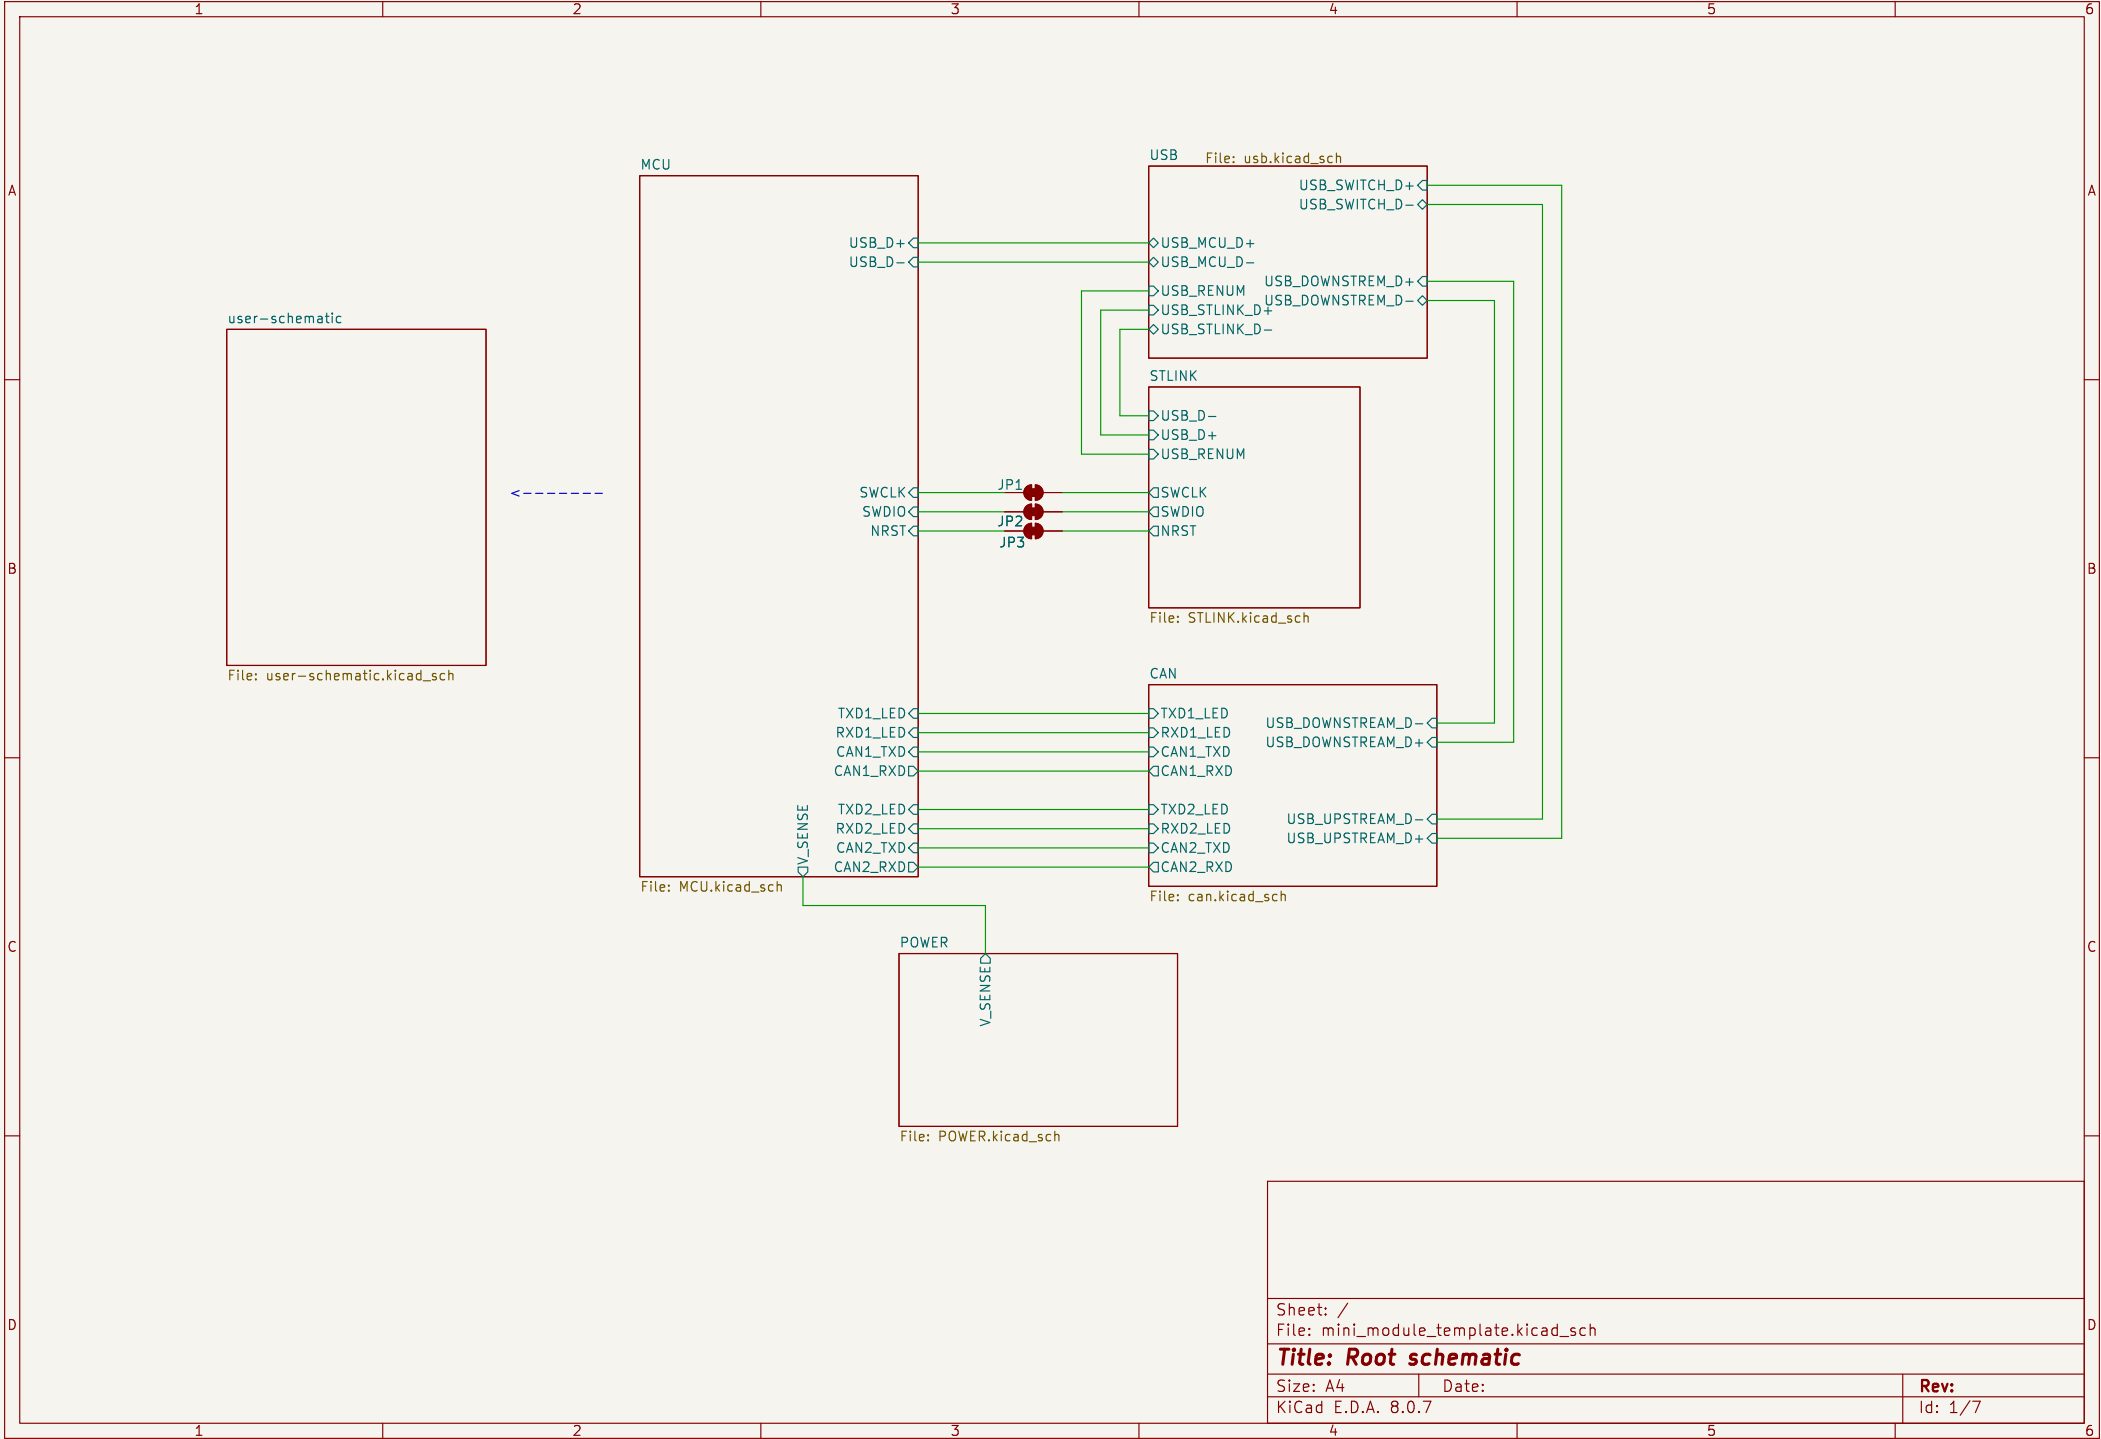 1 2 3 4 5 6
A
B
C
D
A
B
C
D
1 2 3 4 5 6
user-schematic
File: user-schematic.kicad_sch
<-------
MCU
USB_D+
USB_D-
SWCLK
SWDIO
NRST
TXD1_LED
RXD1_LED
CAN1_TXD
CAN1_RXD
TXD2_LED
RXD2_LED
CAN2_TXD
CAN2_RXD
V_SENSE
File: MCU.kicad_sch
JP1
JP2
JP3
USB
File: usb.kicad_sch
USB_SWITCH_D+
USB_SWITCH_D-
USB_MCU_D+
USB_MCU_D-
USB_DOWNSTREM_D+
USB_DOWNSTREM_D-
USB_RENUM
USB_STLINK_D+
USB_STLINK_D-
STLINK
USB_D-
USB_D+
USB_RENUM
SWCLK
SWDIO
NRST
File: STLINK.kicad_sch
CAN
TXD1_LED
RXD1_LED
CAN1_TXD
CAN1_RXD
TXD2_LED
RXD2_LED
CAN2_TXD
CAN2_RXD
USB_DOWNSTREAM_D-
USB_DOWNSTREAM_D+
USB_UPSTREAM_D-
USB_UPSTREAM_D+
File: can.kicad_sch
POWER
V_SENSE
File: POWER.kicad_sch
Sheet: /
File: mini_module_template.kicad_sch
Title: Root schematic
Size: A4 Date: Rev:
KiCad E.D.A. 8.0.7 Id: 1/7